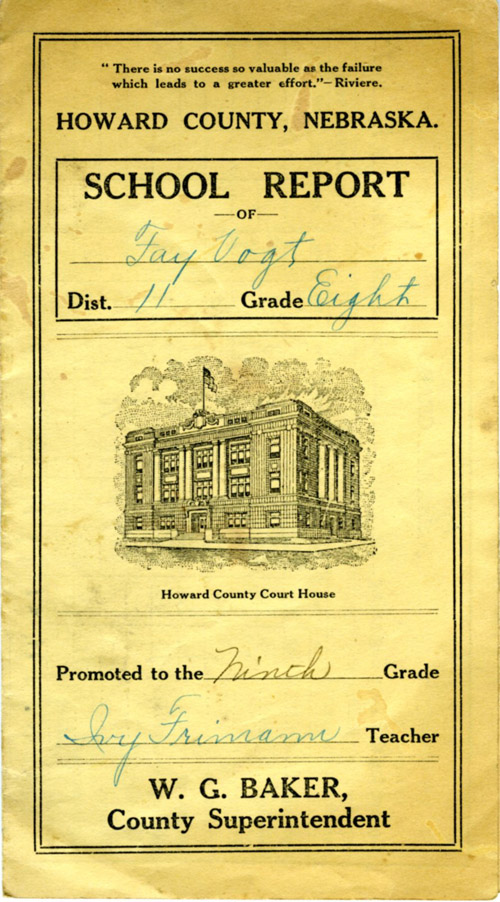 “ There is no success so valuable as the failure
which leads to a greater effort.”—Riviere.
HOWARD COUNTY, NEBRASKA.
SCHOOL REPORT
—OF—
Fay Vogt
Dist. 11 Grade Eight
Howard County Court House
Promoted to the Ninth Grade
Ivy Frimann Teacher
W. G. BAKER,
County Superintendent